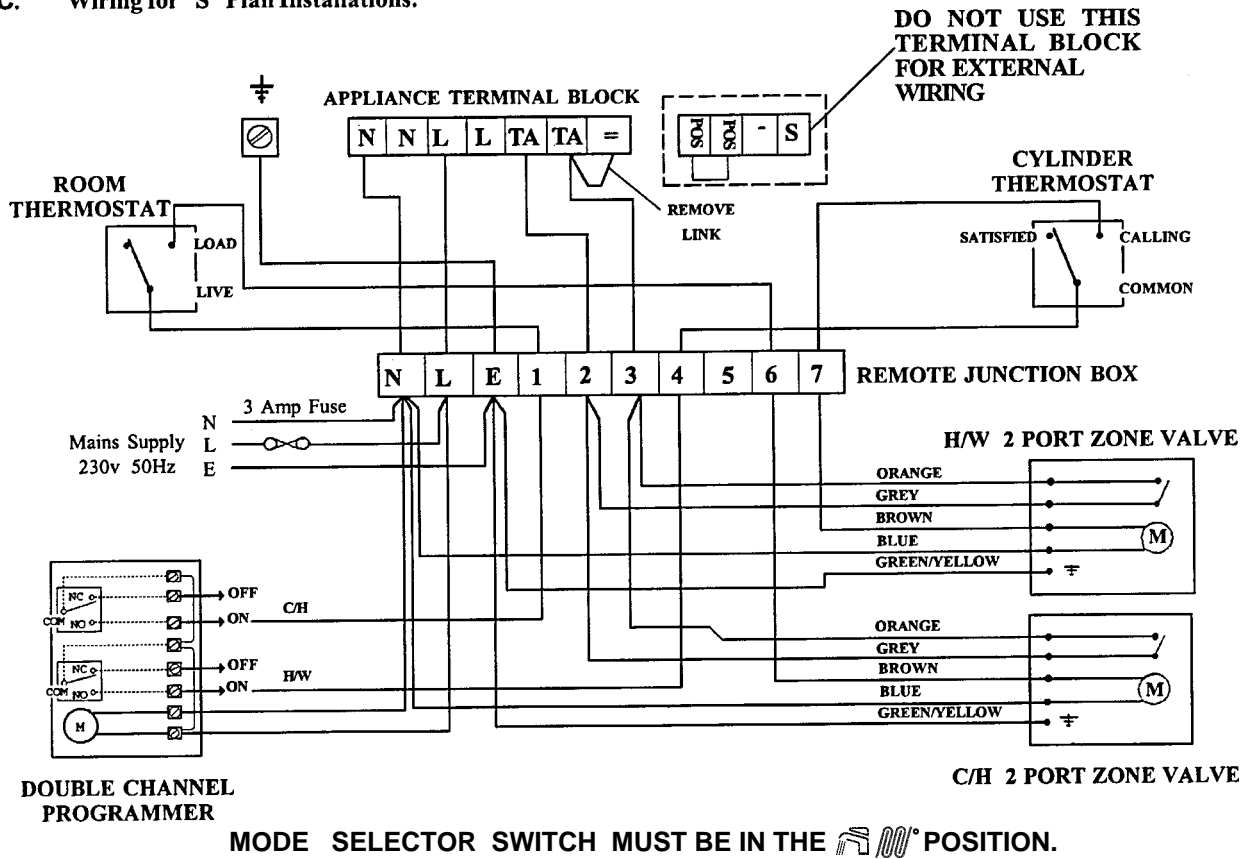 C. Wiring for "S" Plan Installations.
DO NOT USE THIS
TERMINAL BLOCK
FOR EXTERNAL
WIRING
APPLIANCE TERMINAL BLOCK
N N L L TA TA =
POS POS - S
REMOVE
LINK
ROOM
THERMOSTAT
LOAD
LIVE
CYLINDER
THERMOSTAT
SATISFIED
CALLING
COMMON
N L E 1 2 3 4 5 6 7
REMOTE JUNCTION BOX
3 Amp Fuse
Mains Supply
230v 50Hz
N
L
E
H/W 2 PORT ZONE VALVE
ORANGE
GREY
BROWN
BLUE
GREEN/YELLOW
M
NC
COM
NO
OFF
ON
C/H
NC
COM
NO
OFF
ON
H/W
M
DOUBLE CHANNEL
PROGRAMMER
ORANGE
GREY
BROWN
BLUE
GREEN/YELLOW
M
C/H 2 PORT ZONE VALVE
MODE SELECTOR SWITCH MUST BE IN THE POSITION.